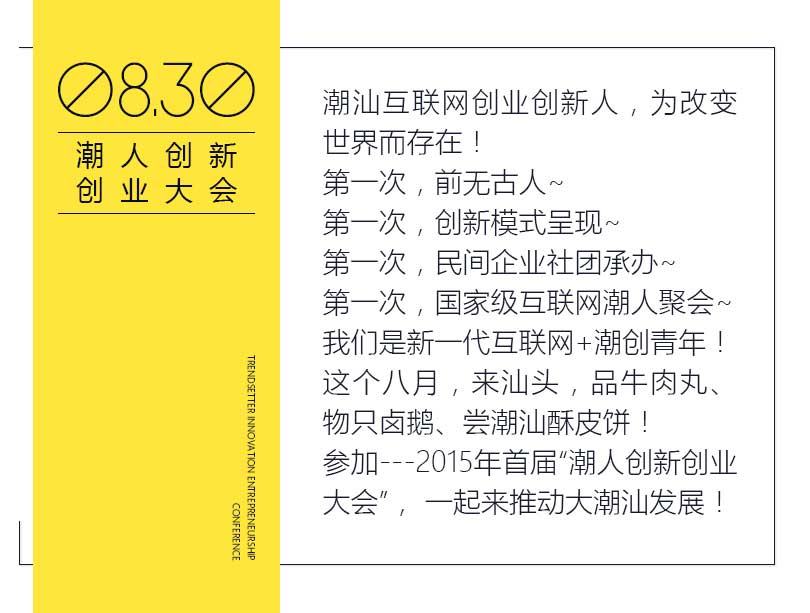 08.30
潮人创新
创业大会
TRENDSETTER INNOVATION ENTREPRENEURSHIP
CONFERENCE
潮汕互联网创业创新人，为改变
世界而存在！
第一次，前无古人~
第一次，创新模式呈现~
第一次，民间企业社团承办~
第一次，国家级互联网潮人聚会~
我们是新一代互联网+潮创青年！
这个八月，来汕头，品牛肉丸、
物只卤鹅、尝潮汕酥皮饼！
参加---2015年首届“潮人创新创业
大会”，一起来推动大潮汕发展！